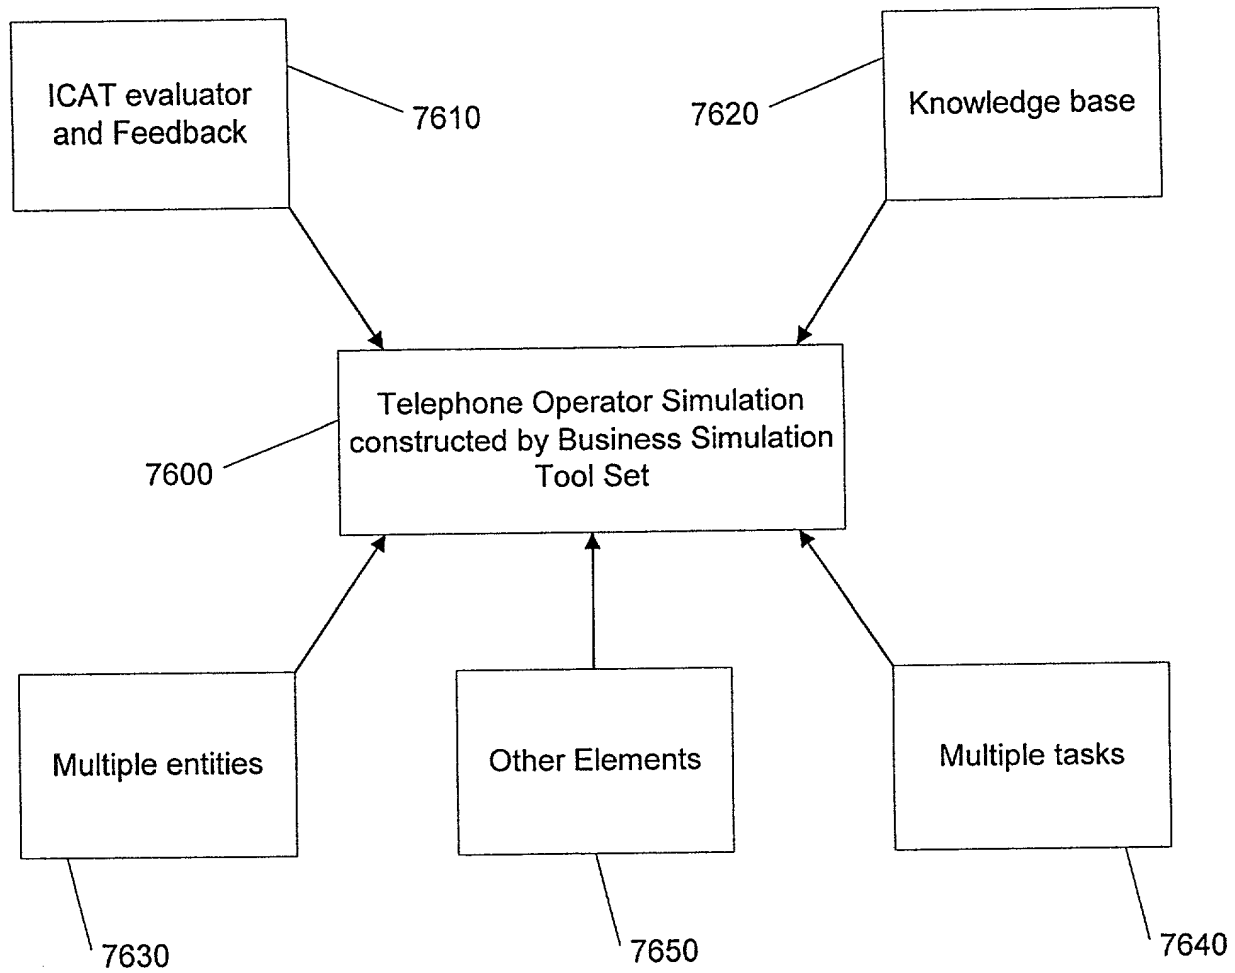 ICAT evaluator
and Feedback
7610
7620
Knowledge base
Telephone Operator Simulation
constructed by Business Simulation
Tool Set
7600
Multiple entities
Other Elements
Multiple tasks
7630
7650
7640